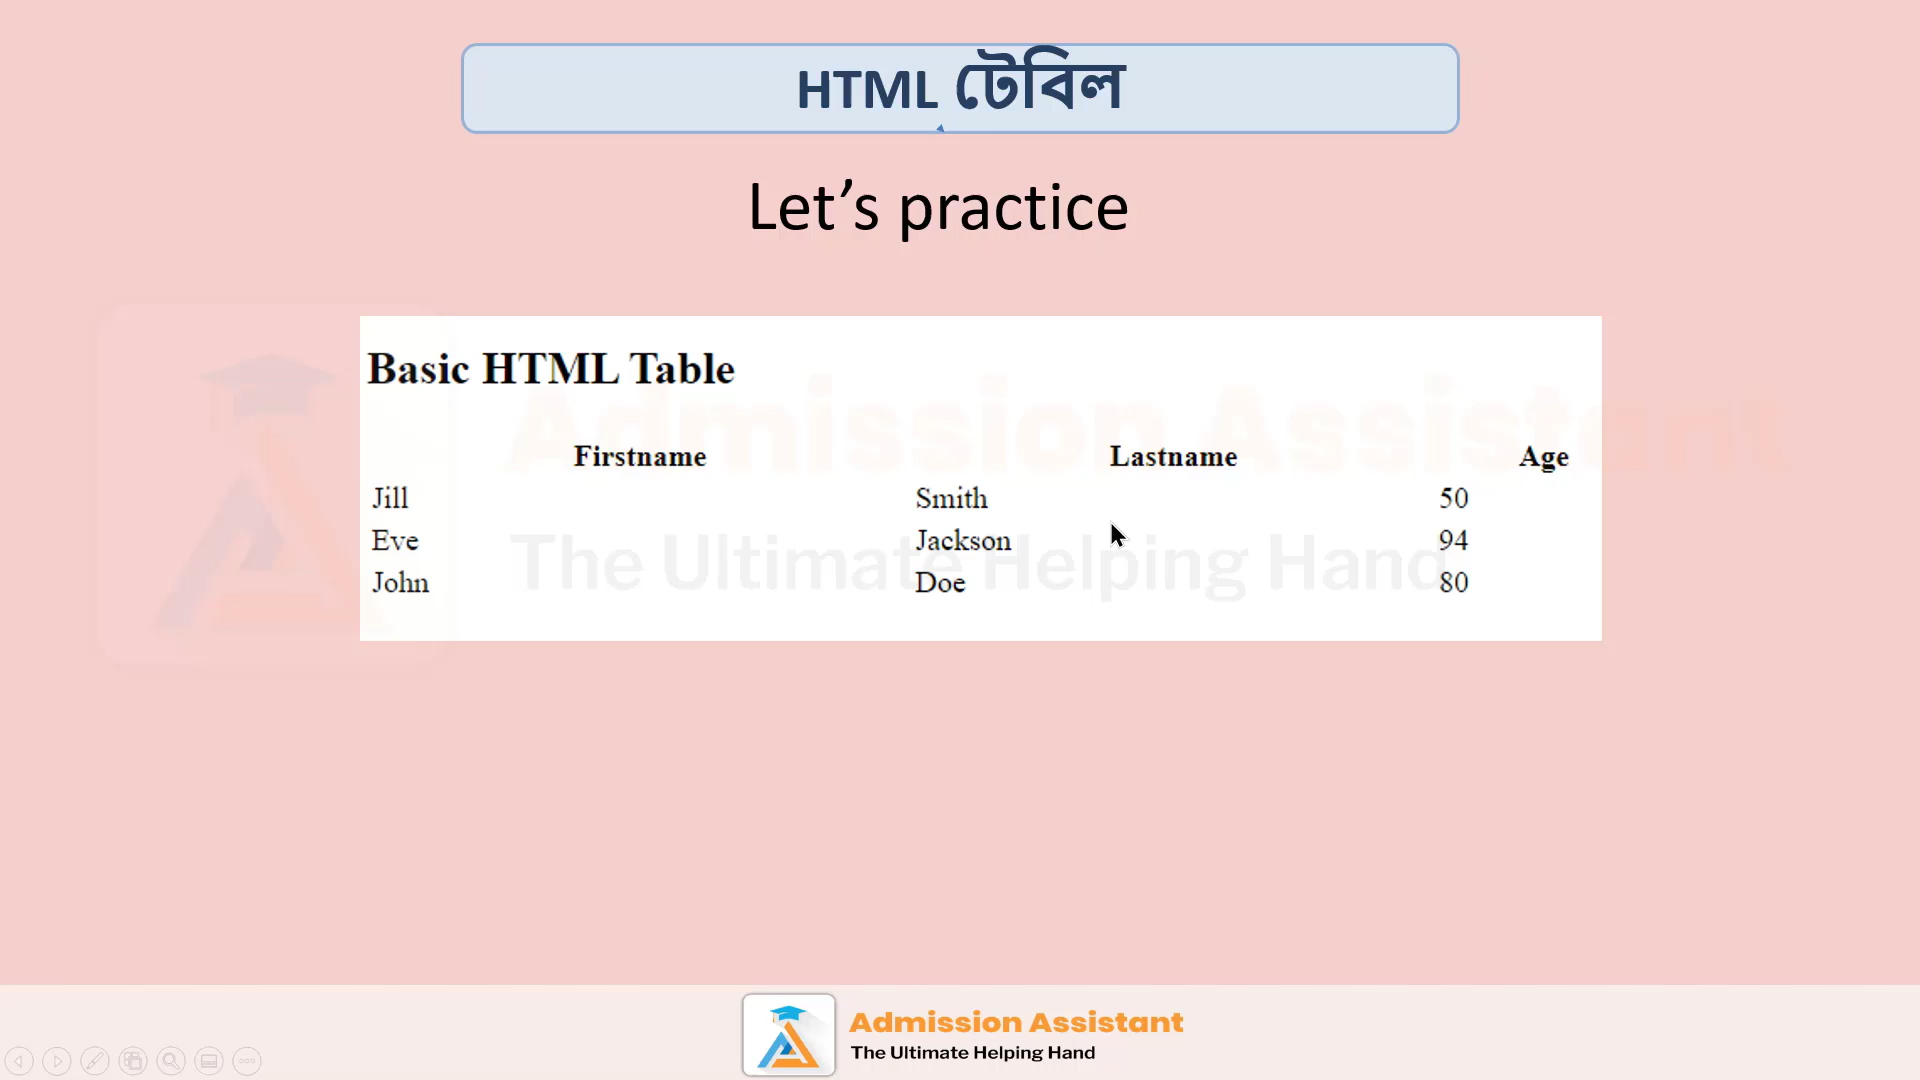 HTML টেবিল
Let’s practice
Basic HTML Table
Firstname Lastname Age
Jill Smith 50
Eve Jackson 94
John Doe 80
Admission Assistant
The Ultimate Helping Hand
Admission Assistant
The Ultimate Helping Hand